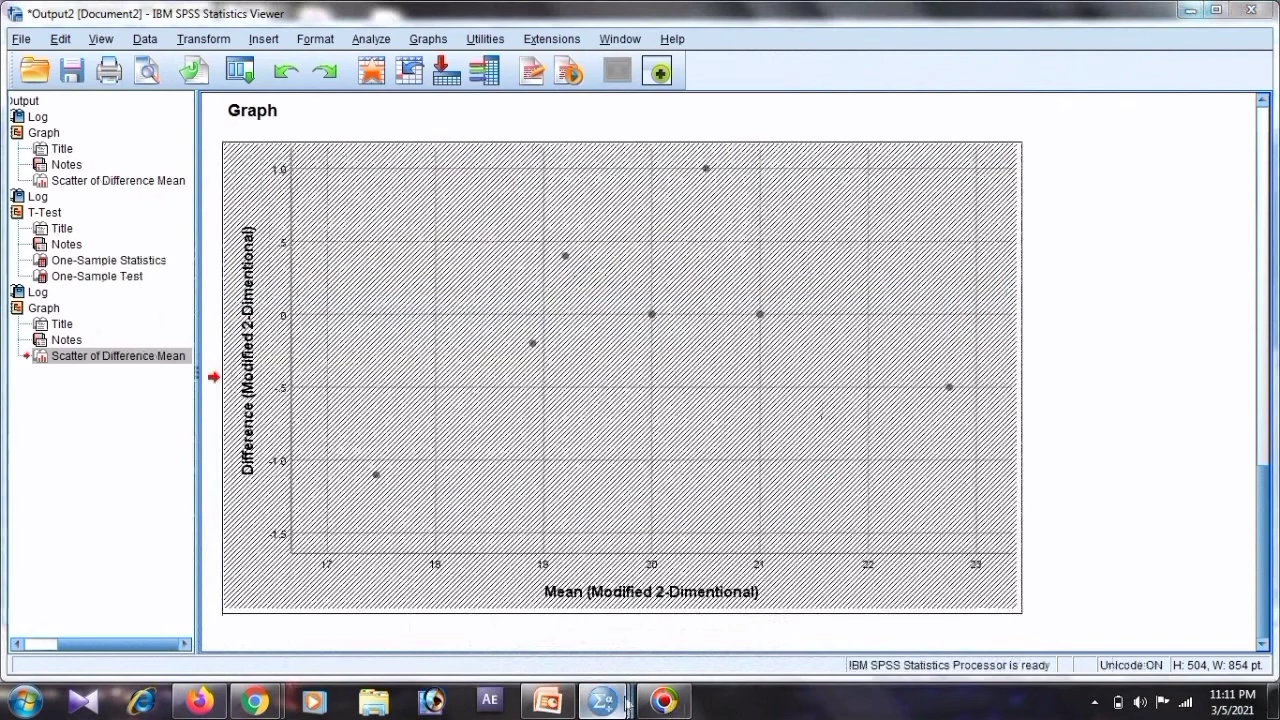 *Output2 [Document2] - IBM SPSS Statistics Viewer
File Edit View Data Transform Insert Format Analyze Graphs Utilities Extensions Window Help
utput
Log
Graph
Title
Notes
Scatter of Difference Mean
Log
T-Test
Title
Notes
One-Sample Statistics
One-Sample Test
Log
Graph
Title
Notes
Scatter of Difference Mean
Graph
1.0
.5
.0
-.5
-1.0
-1.5
Difference (Modified 2-Dimentional)
17 18 19 20 21 22 23
Mean (Modified 2-Dimentional)
IBM SPSS Statistics Processor is ready Unicode:ON H: 504, W: 854 pt.
AE
Σα
11:11 PM
3/5/2021